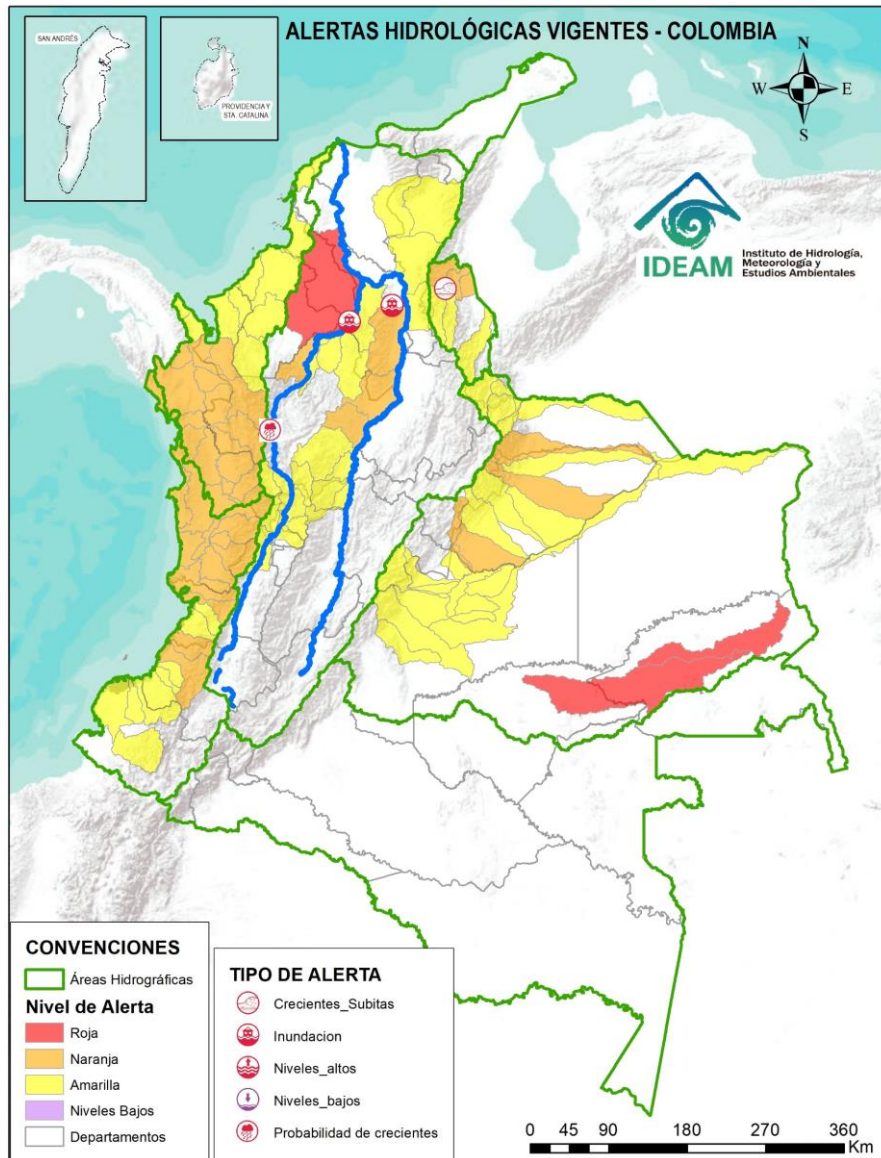 ALERTAS HIDROLÓGICAS VIGENTES - COLOMBIA
SAN ANDRÉS
PROVIDENCIA Y
STA. CATALINA
N
W
E
S
IDEAM
Instituto de Hidrología,
Meteorología y
Estudios Ambientales
CONVENCIONES
Áreas Hidrográficas
Nivel de Alerta
Roja
Naranja
Amarilla
Niveles Bajos
Departamentos
TIPO DE ALERTA
Crecientes_Subitas
Inundacion
Niveles_altos
Niveles_bajos
Probabilidad de crecientes
0 45 90 180 270 360
Km